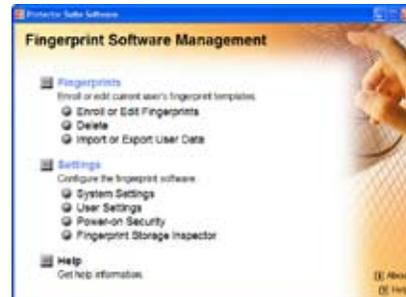 Protector Suite Software
Fingerprint Software Management
Fingerprints
Enroll or edit current user's fingerprint templates.
Enroll or Edit Fingerprints
Delete
Import or Export User Data
Settings
Configure the fingerprint software.
System Settings
User Settings
Power-on Security
Fingerprint Storage Inspector
Help
Get help information.
Abou
Help